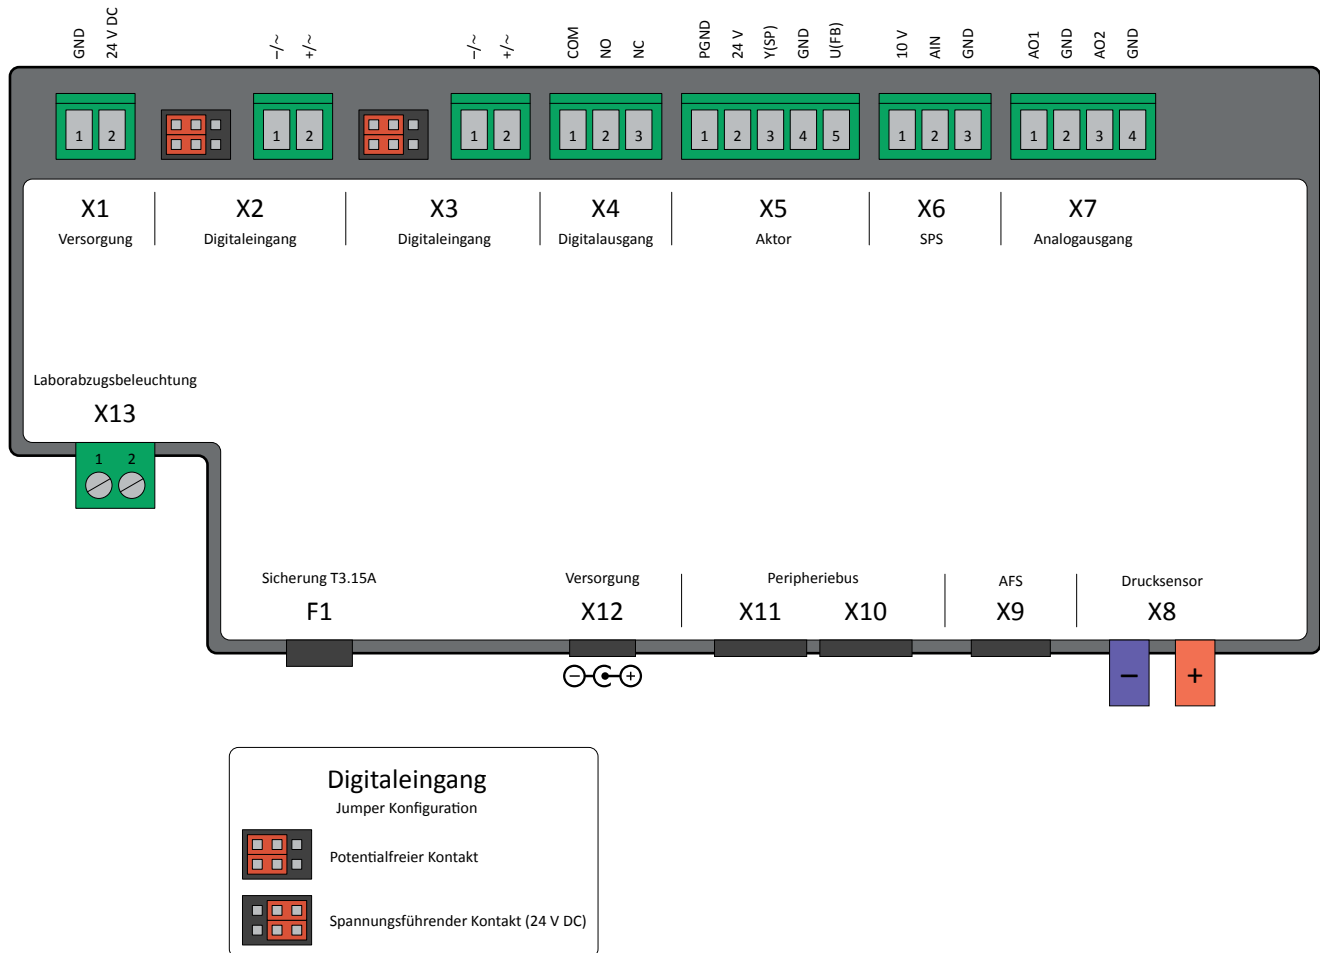 GND 24 V DC –/~ +/~ –/~ +/~ COM NO NC PGND 24 V Y(SP) GND U(FB) 10 V AIN GND AO1 GND AO2 GND
1 2 1 2 1 2 1 2 3 1 2 3 4 5 1 2 3 1 2 3 4
X1 X2 X3 X4 X5 X6 X7
Versorgung Digitaleingang Digitaleingang Digitalausgang Aktor SPS Analogausgang
Laborabzugsbeleuchtung
X13
1 2
Sicherung T3.15A Versorgung Peripheriebus AFS Drucksensor
F1 X12 X11 X10 X9 X8
– + – +
Digitaleingang
Jumper Konfiguration
Potentialfreier Kontakt
Spannungsführender Kontakt (24 V DC)